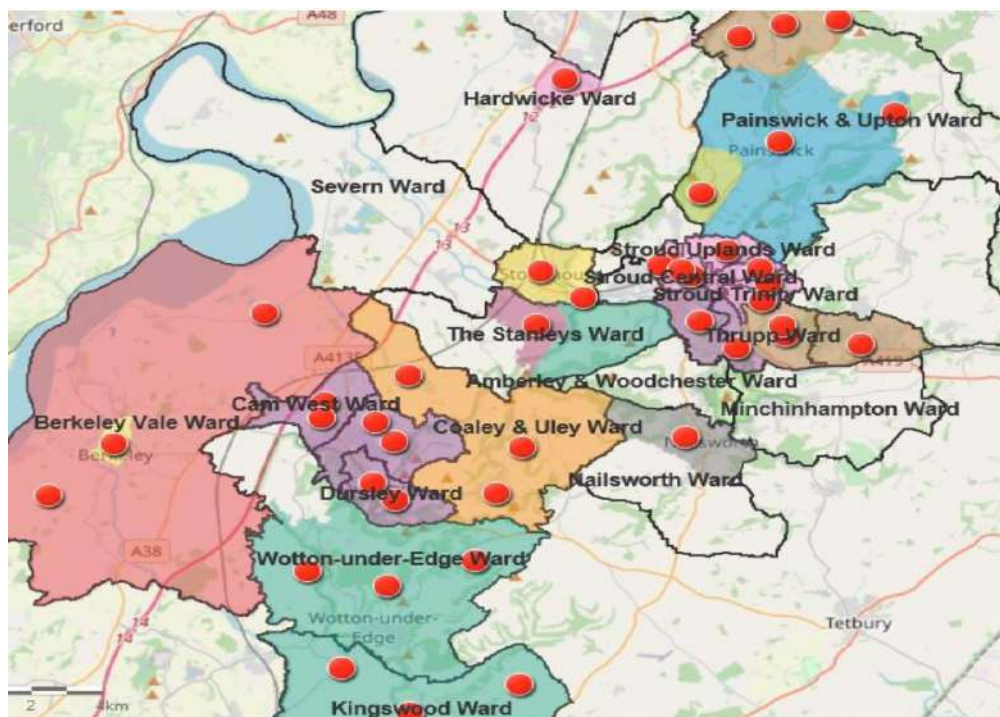 A48
erford
Hardwicke Ward
12
Painswick & Upton Ward
Painswick
Severn Ward
13
13
Stroud Uplands Ward
Stroud Central Ward
Stroud Trinity Ward
The Stanleys Ward
Thrupp Ward
A4135
A419
Amberley & Woodchester Ward
Cam West Ward
Minchinhampton Ward
Berkeley Vale Ward
Berkeley
Coaley & Uley Ward
Nailsworth Ward
Dursley Ward
A38
Wotton-under-Edge Ward
Wotton-under-
Edge
Tetbury
14
14
2
4km
Kingswood Ward